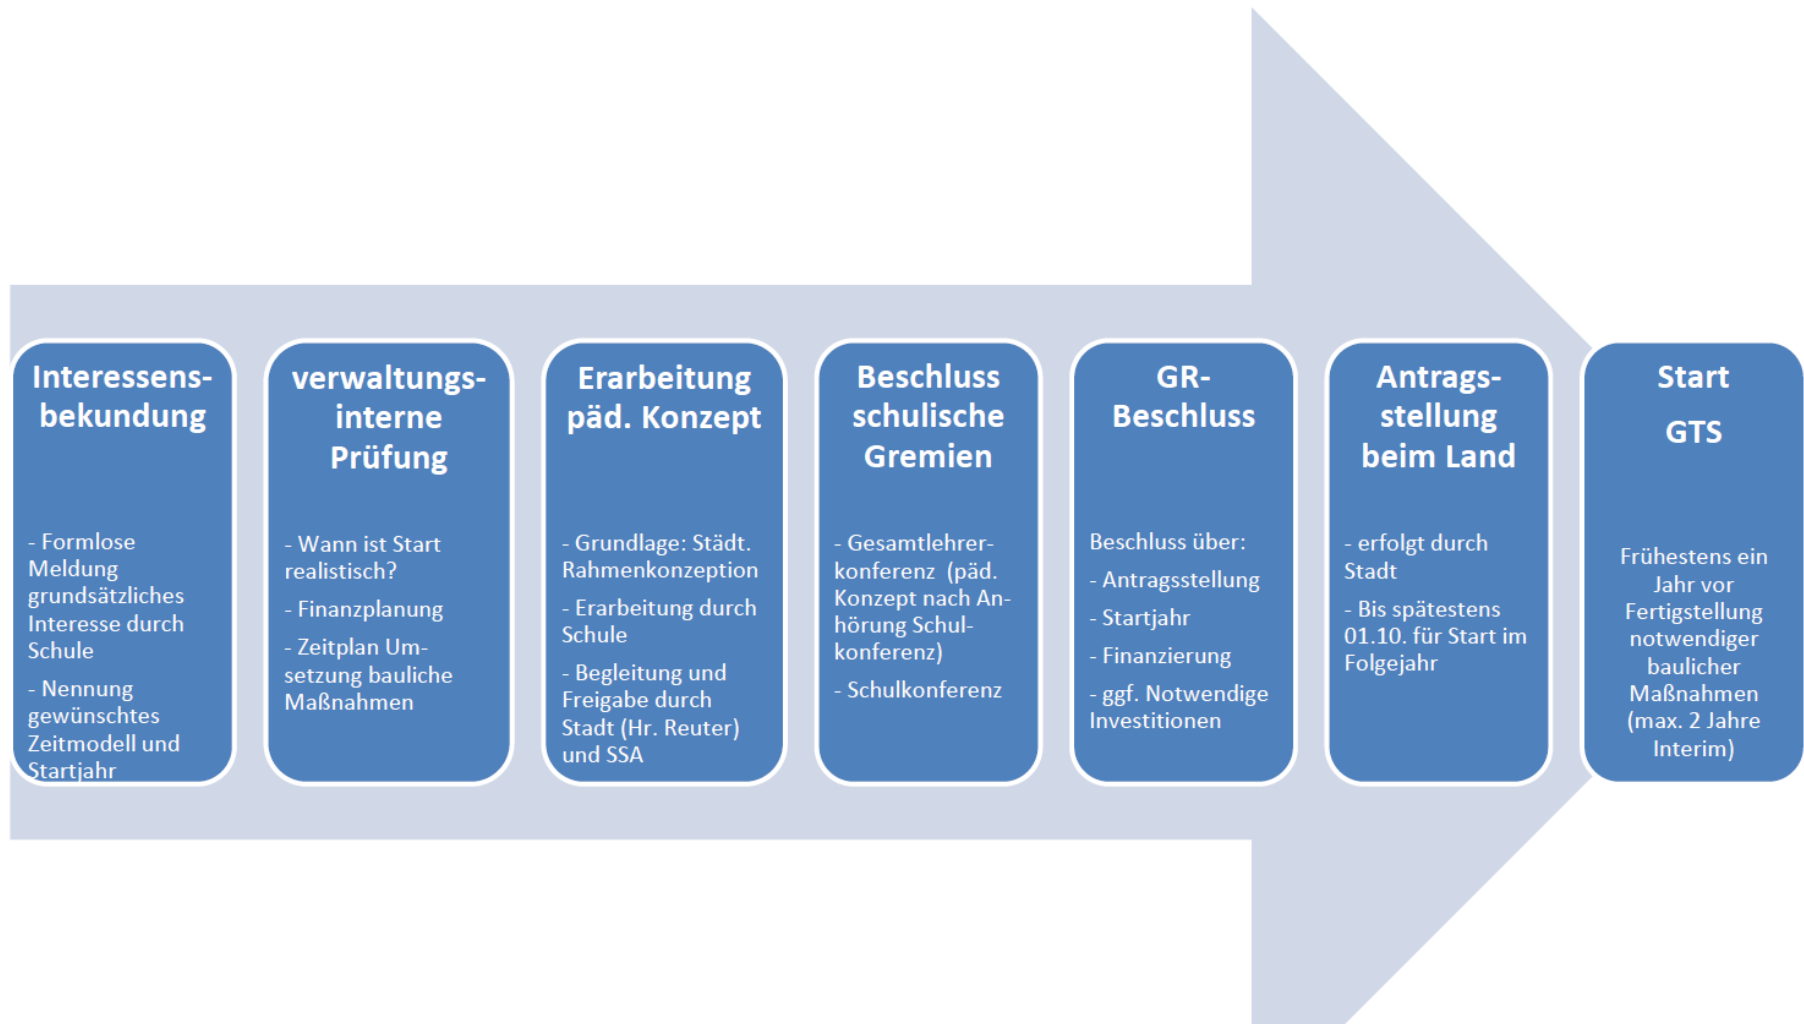 Interessens-
bekundung
- Formlose
Meldung
grundsätzliches
Interesse durch
Schule
- Nennung
gewünschtes
Zeitmodell und
Startjahr
verwaltungs-
interne
Prüfung
- Wann ist Start
realistisch?
- Finanzplanung
- Zeitplan Um-
setzung bauliche
Maßnahmen
Erarbeitung
päd. Konzept
- Grundlage: Städt.
Rahmenkonzeption
- Erarbeitung durch
Schule
- Begleitung und
Freigabe durch
Stadt (Hr. Reuter)
und SSA
Beschluss
schulische
Gremien
- Gesamtlehrer-
konferenz (päd.
Konzept nach An-
hörung Schul-
konferenz)
- Schulkonferenz
GR-
Beschluss
Beschluss über:
- Antragsstellung
- Startjahr
- Finanzierung
- ggf. Notwendige
Investitionen
Antrags-
stellung
beim Land
- erfolgt durch
Stadt
- Bis spätestens
01.10. für Start im
Folgejahr
Start
GTS
Frühestens ein
Jahr vor
Fertigstellung
notwendiger
baulicher
Maßnahmen
(max. 2 Jahre
Interim)